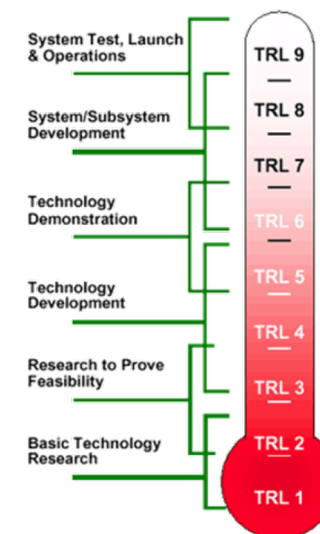 System Test, Launch
& Operations
System/Subsystem
Development
Technology
Demonstration
Technology
Development
Research to Prove
Feasibility
Basic Technology
Research
TRL 9
TRL 8
TRL 7
TRL 6
TRL 5
TRL 4
TRL 3
TRL 2
TRL 1